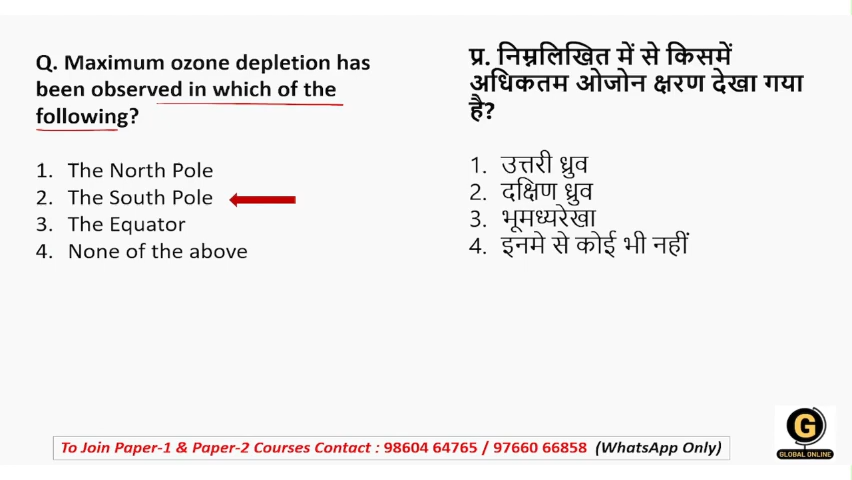 Q. Maximum ozone depletion has
been observed in which of the
following?
1. The North Pole
2. The South Pole
3. The Equator
4. None of the above
प्र. निम्नलिखित में से किसमें
अधिकतम ओजोन क्षरण देखा गया
है?
1. उत्तरी ध्रुव
2. दक्षिण ध्रुव
3. भूमध्यरेखा
4. इनमे से कोई भी नहीं
To Join Paper-1 & Paper-2 Courses Contact : 98604 64765 / 97660 66858 (WhatsApp Only)
G
GLOBAL ONLINE